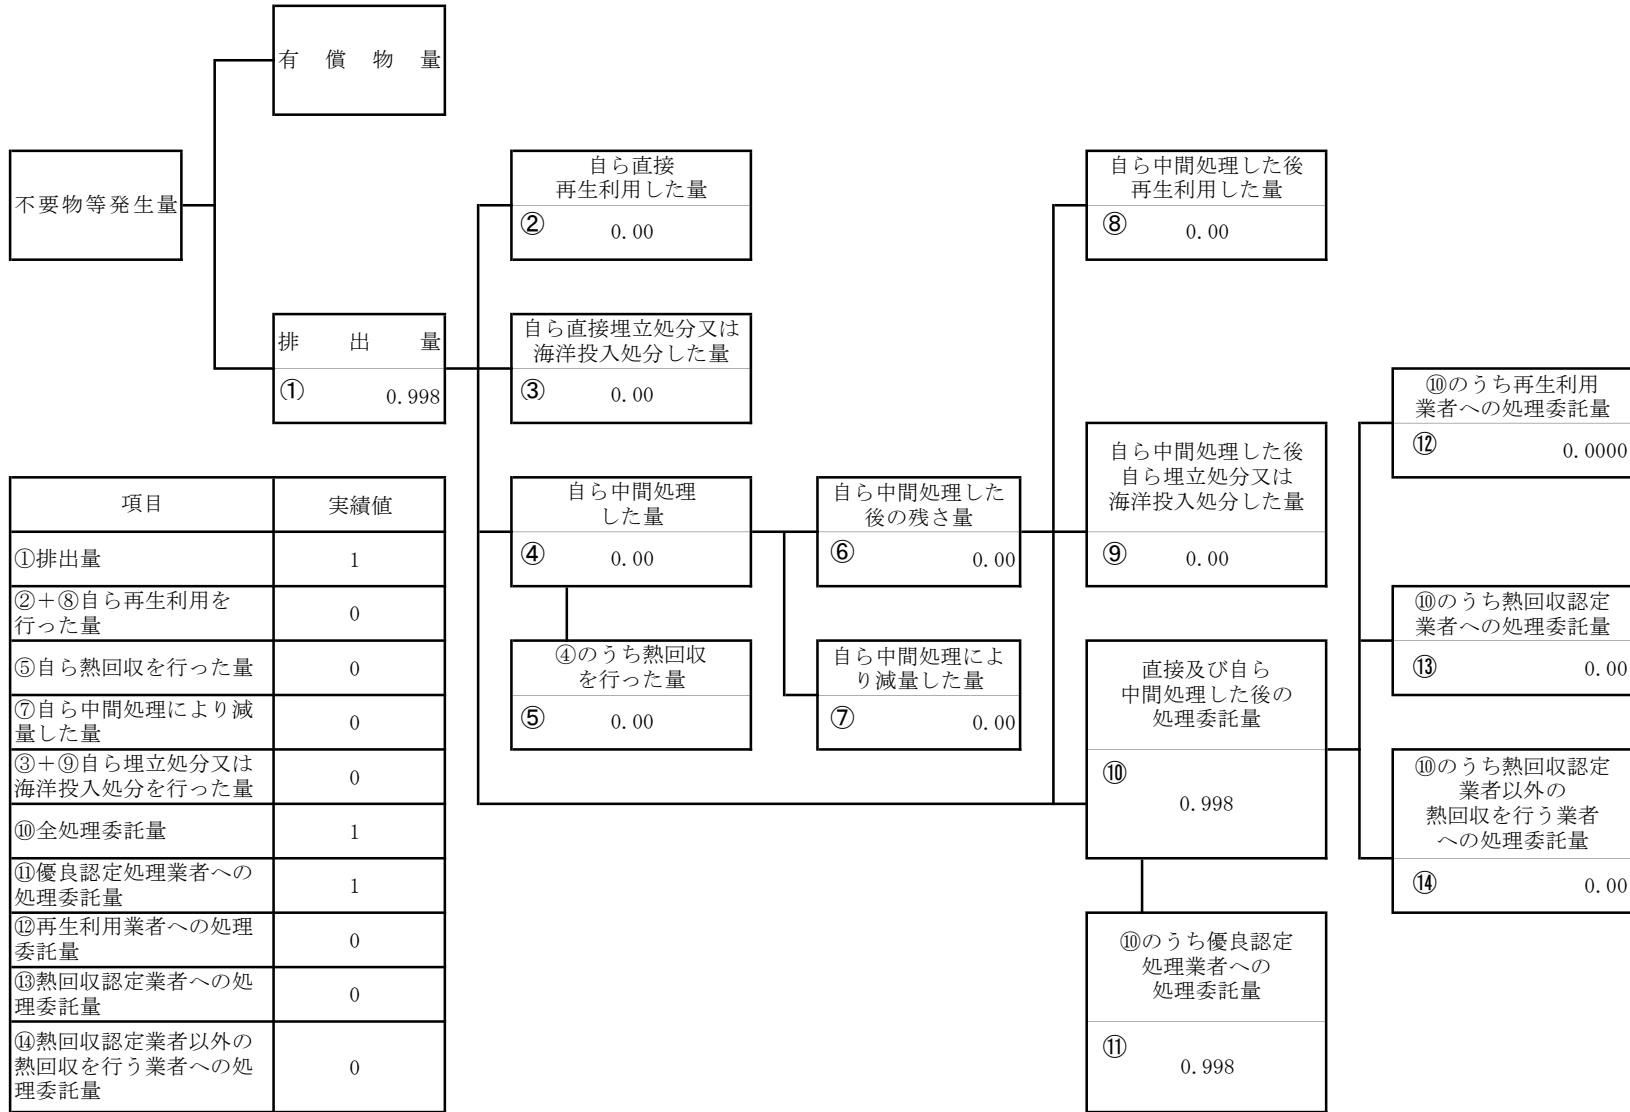 有償物量
不要物等発生量
排出量
① 0.998
自ら直接
再生利用した量
② 0.00
自ら直接埋立処分又は
海洋投入処分した量
③ 0.00
自ら中間処理
した量
④ 0.00
④のうち熱回収
を行った量
⑤ 0.00
自ら中間処理した
後の残さ量
⑥ 0.00
自ら中間処理によ
り減量した量
⑦ 0.00
自ら中間処理した後
再生利用した量
⑧ 0.00
自ら中間処理した後
自ら埋立処分又は
海洋投入処分した量
⑨ 0.00
直接及び自ら
中間処理した後の
処理委託量
⑩
0.998
⑩のうち優良認定
処理業者への
処理委託量
⑪
0.998
⑩のうち再生利用
業者への処理委託量
⑫ 0.0000
⑩のうち熱回収認定
業者への処理委託量
⑬ 0.00
⑩のうち熱回収認定
業者以外の
熱回収を行う業者
への処理委託量
⑭ 0.00
項目 実績値
①排出量 1
②＋⑧自ら再生利用を
行った量 0
⑤自ら熱回収を行った量 0
⑦自ら中間処理により減
量した量 0
③＋⑨自ら埋立処分又は
海洋投入処分を行った量 0
⑩全処理委託量 1
⑪優良認定処理業者への
処理委託量 1
⑫再生利用業者への処理
委託量 0
⑬熱回収認定業者への処
理委託量 0
⑭熱回収認定業者以外の
熱回収を行う業者への処
理委託量 0